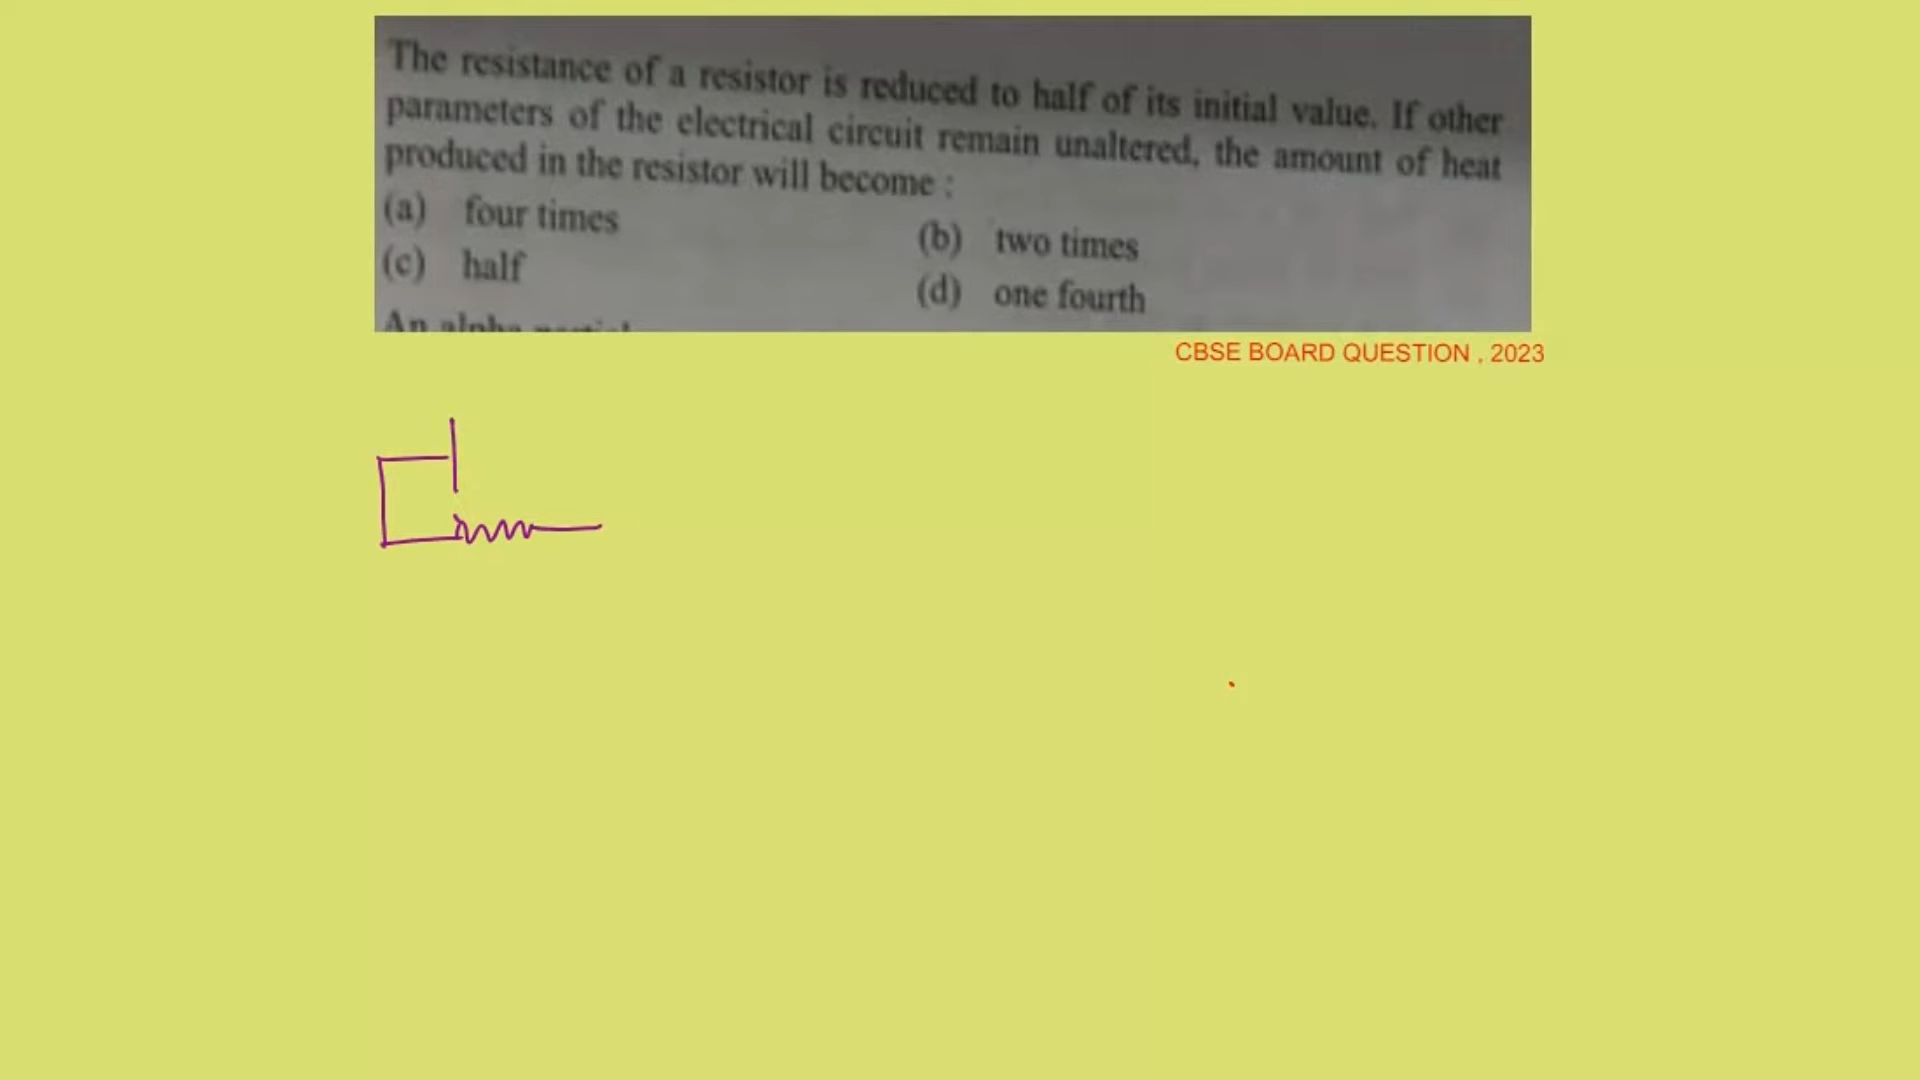 The resistance of a resistor is reduced to half of its initial value. If other
parameters of the electrical circuit remain unaltered, the amount of heat
produced in the resistor will become :
(a) four times
(b) two times
(c) half
(d) one fourth
An alpha
CBSE BOARD QUESTION , 2023